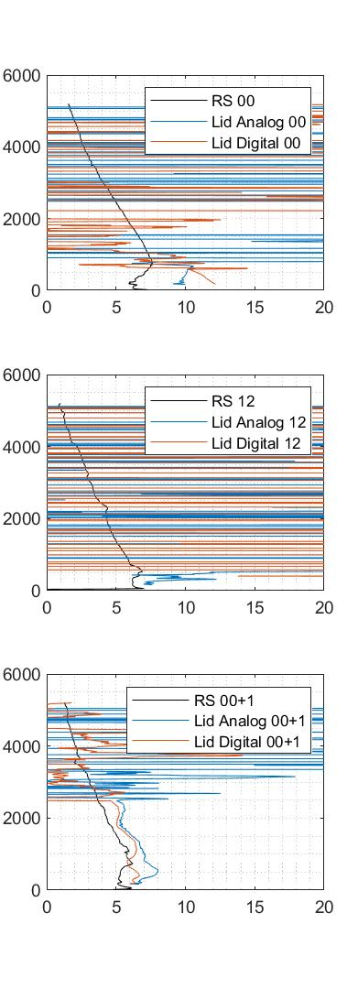 6000
4000
2000
0
0 5 10 15 20
RS 00
Lid Analog 00
Lid Digital 00
6000
4000
2000
0
0 5 10 15 20
RS 12
Lid Analog 12
Lid Digital 12
6000
4000
2000
0
0 5 10 15 20
RS 00+1
Lid Analog 00+1
Lid Digital 00+1